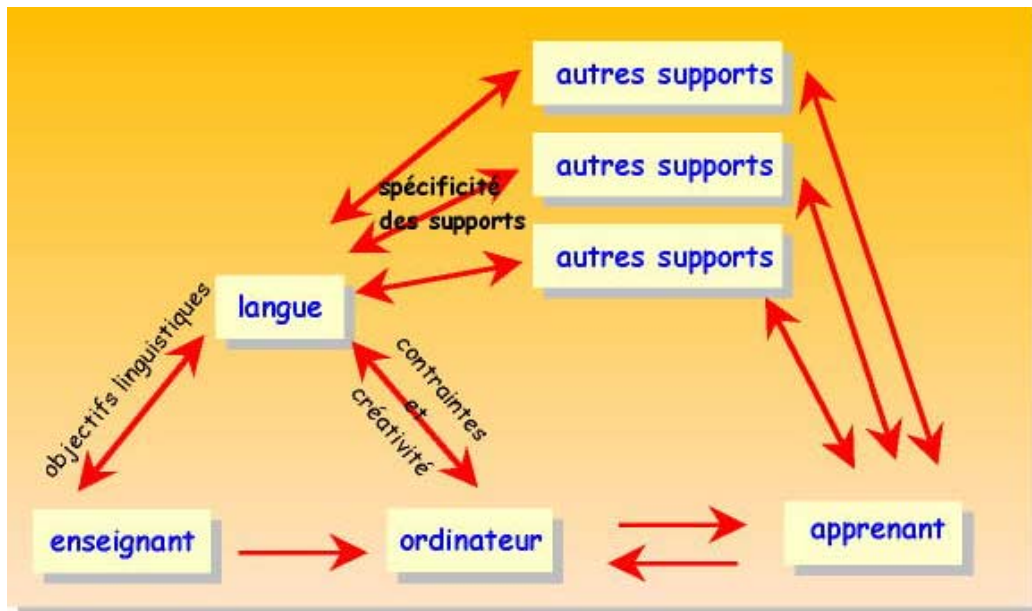 autres supports
autres supports
spécificité
des supports
autres supports
langue
objectifs linguistiques
contraintes
et
créativité
enseignant
ordinateur
apprenant